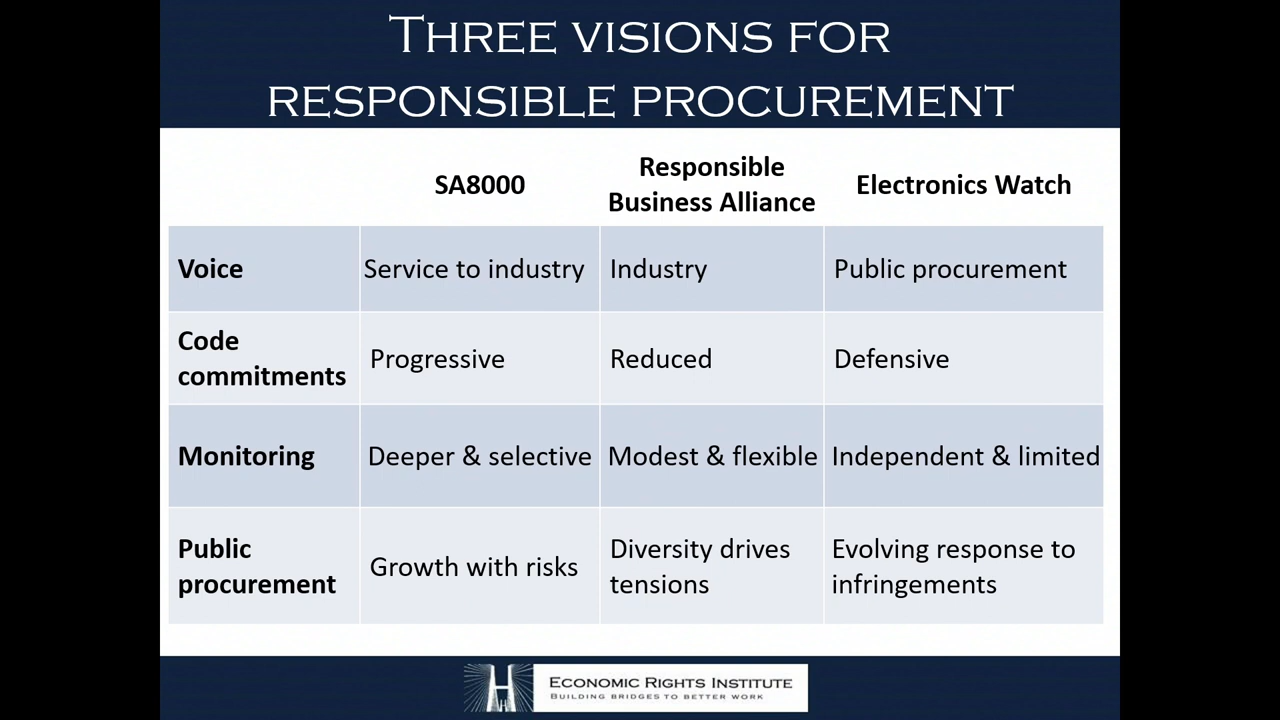 THREE VISIONS FOR
RESPONSIBLE PROCUREMENT
SA8000
Responsible
Business Alliance
Electronics Watch
Voice
Service to industry
Industry
Public procurement
Code
commitments
Progressive
Reduced
Defensive
Monitoring
Deeper & selective
Modest & flexible
Independent & limited
Public
procurement
Growth with risks
Diversity drives
tensions
Evolving response to
infringements
ECONOMIC RIGHTS INSTITUTE
BUILDING BRIDGES TO BETTER WORK